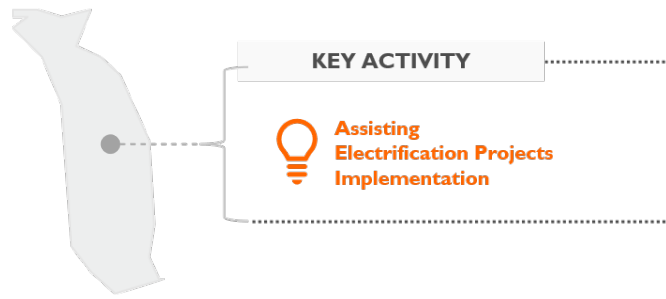 KEY ACTIVITY
Assisting
Electrification Projects
Implementation